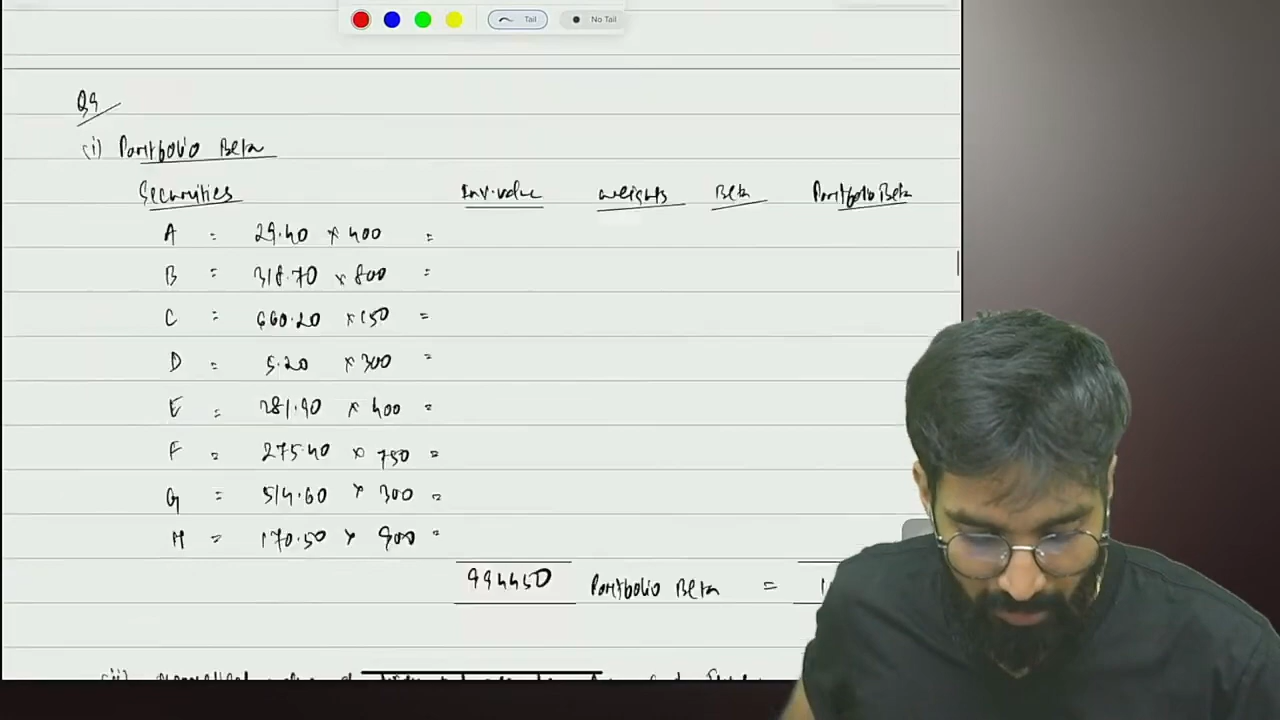 Tail No Tail
Q9
(i) Portfolio Beta
Securities Inv. value weights Beta Portfolio Beta
A = 29.40 × 400 =
B = 318.70 × 800 =
C = 660.20 × 150 =
D = 5.20 × 300 =
E = 281.90 × 400 =
F = 275.40 × 750 =
G = 514.60 × 300 =
H = 170.50 × 900 =
994450 Portfolio Beta =